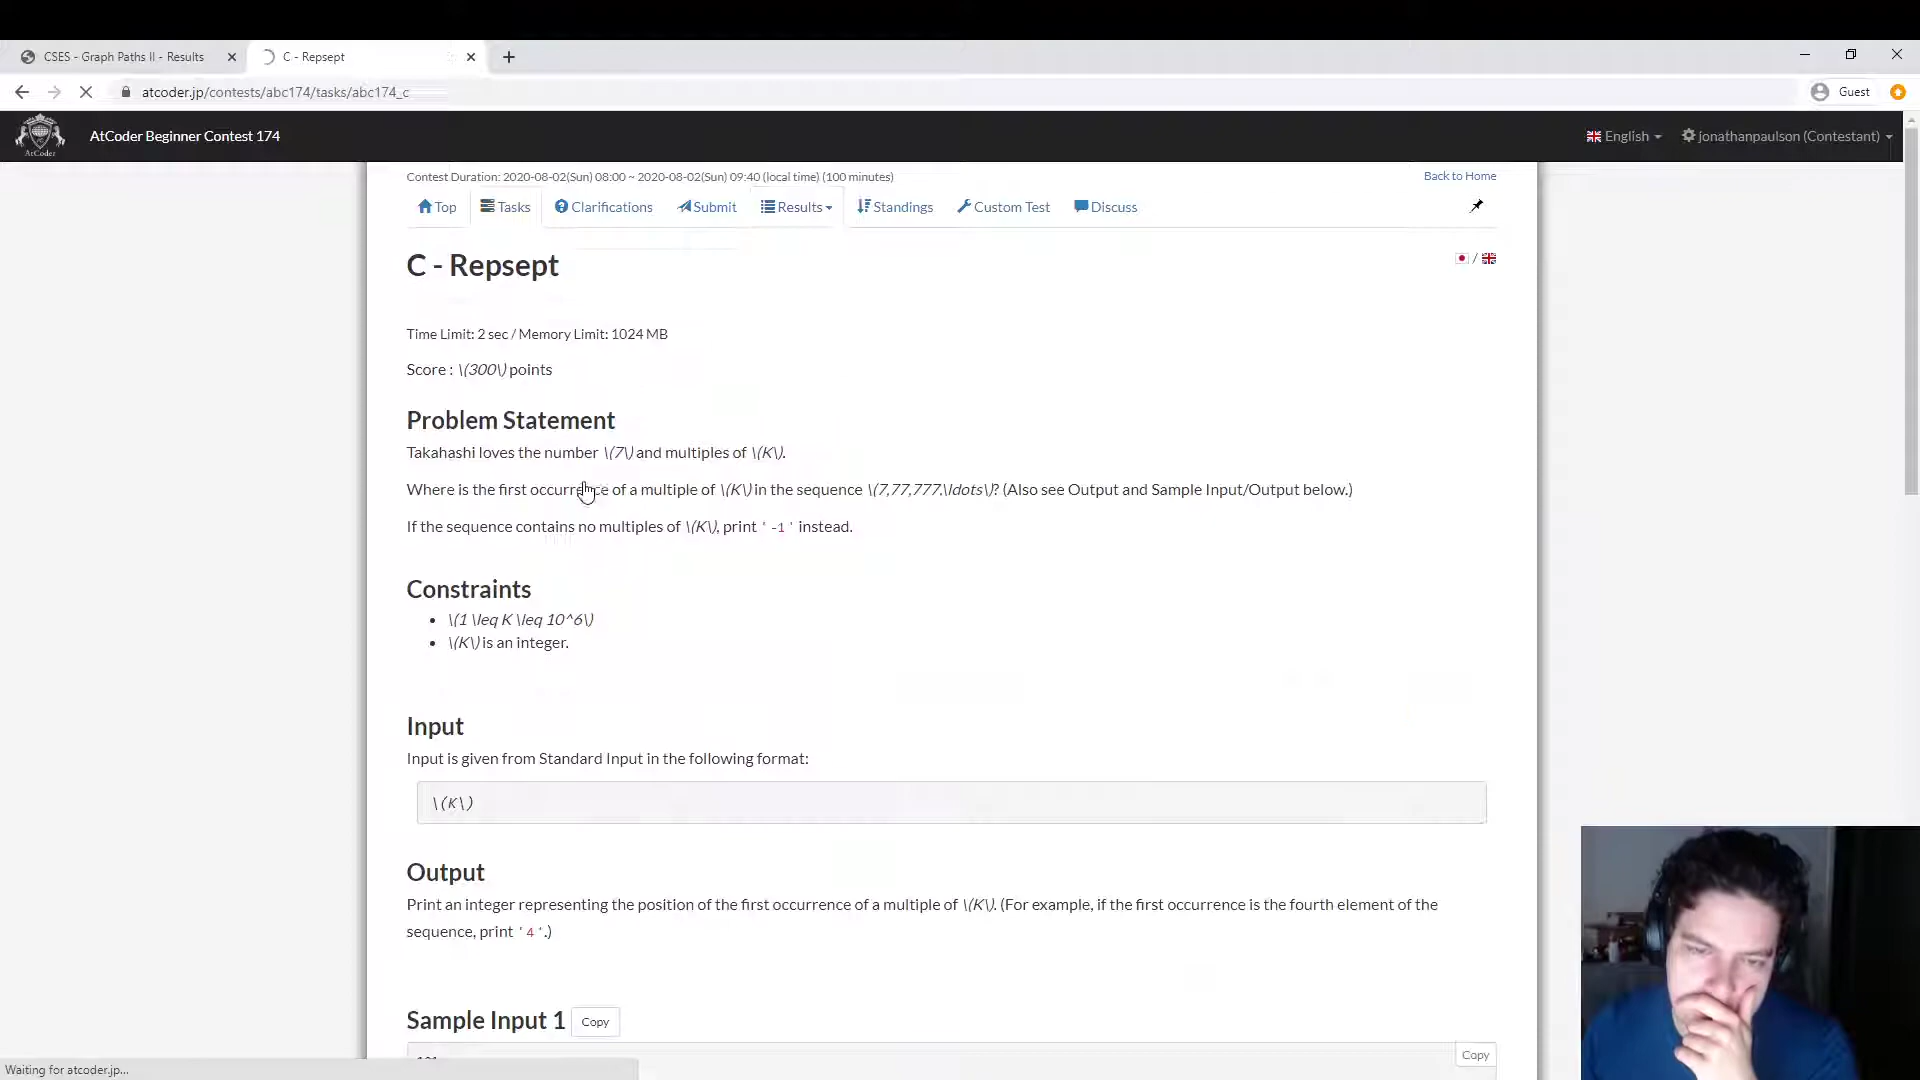 CSES - Graph Paths II - Results
C - Repsept
atcoder.jp/contests/abc174/tasks/abc174_c
Guest
AtCoder
AtCoder Beginner Contest 174
English
jonathanpaulson (Contestant)
Contest Duration: 2020-08-02(Sun) 08:00 ~ 2020-08-02(Sun) 09:40 (local time) (100 minutes)
Back to Home
Top
Tasks
Clarifications
Submit
Results
Standings
Custom Test
Discuss
C - Repsept
/
Time Limit: 2 sec / Memory Limit: 1024 MB
Score : \(300\) points
Problem Statement
Takahashi loves the number \(7\) and multiples of \(K\).
Where is the first occurrence of a multiple of \(K\) in the sequence \(7,77,777,\ldots\)? (Also see Output and Sample Input/Output below.)
If the sequence contains no multiples of \(K\), print ' -1 ' instead.
Constraints
\(1 \leq K \leq 10^6\)
\(K\) is an integer.
Input
Input is given from Standard Input in the following format:
\(K\)
Output
Print an integer representing the position of the first occurrence of a multiple of \(K\). (For example, if the first occurrence is the fourth element of the
sequence, print ' 4 '.)
Sample Input 1
Copy
Copy
Waiting for atcoder.jp...